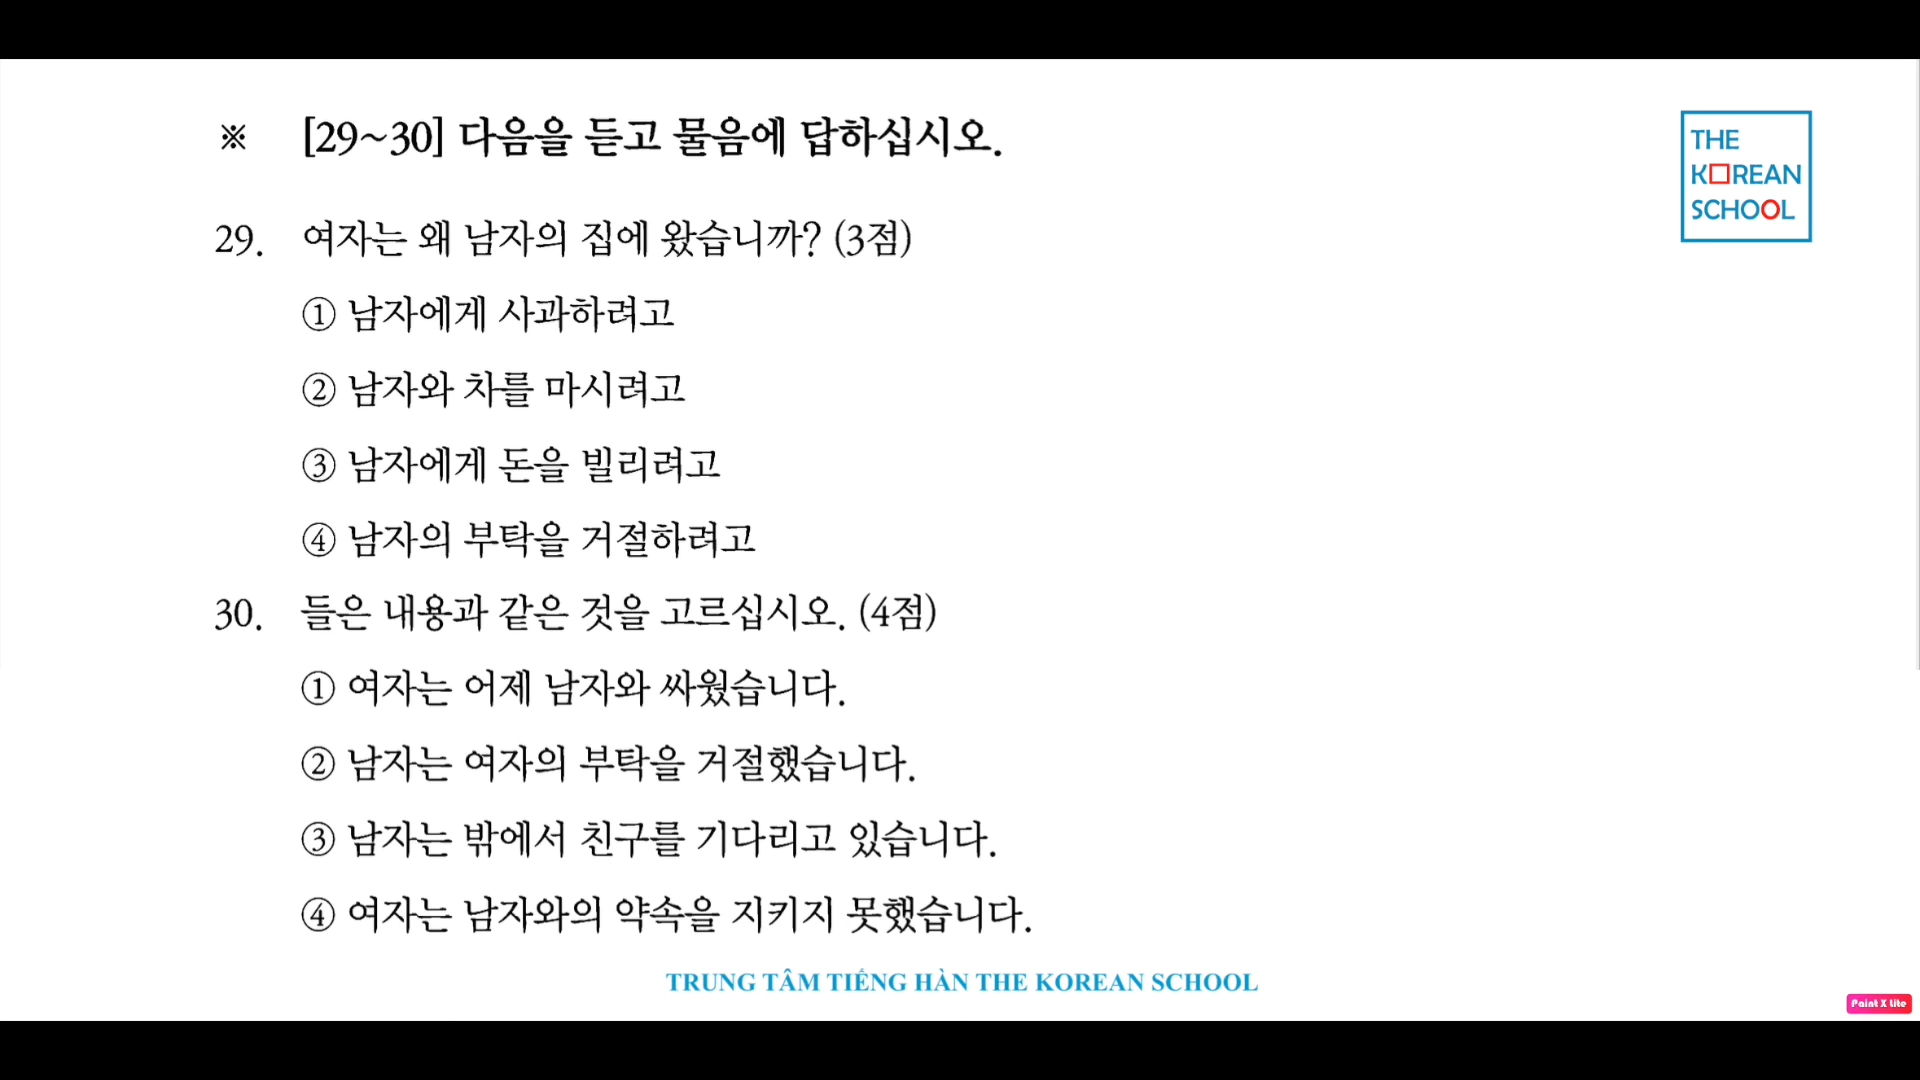 ※ [29~30] 다음을 듣고 물음에 답하십시오.
THE
KOREAN
SCHOOL
29. 여자는 왜 남자의 집에 왔습니까? (3점)
① 남자에게 사과하려고
② 남자와 차를 마시려고
③ 남자에게 돈을 빌리려고
④ 남자의 부탁을 거절하려고
30. 들은 내용과 같은 것을 고르십시오. (4점)
① 여자는 어제 남자와 싸웠습니다.
② 남자는 여자의 부탁을 거절했습니다.
③ 남자는 밖에서 친구를 기다리고 있습니다.
④ 여자는 남자와의 약속을 지키지 못했습니다.
TRUNG TÂM TIẾNG HÀN THE KOREAN SCHOOL
Paint X Lite